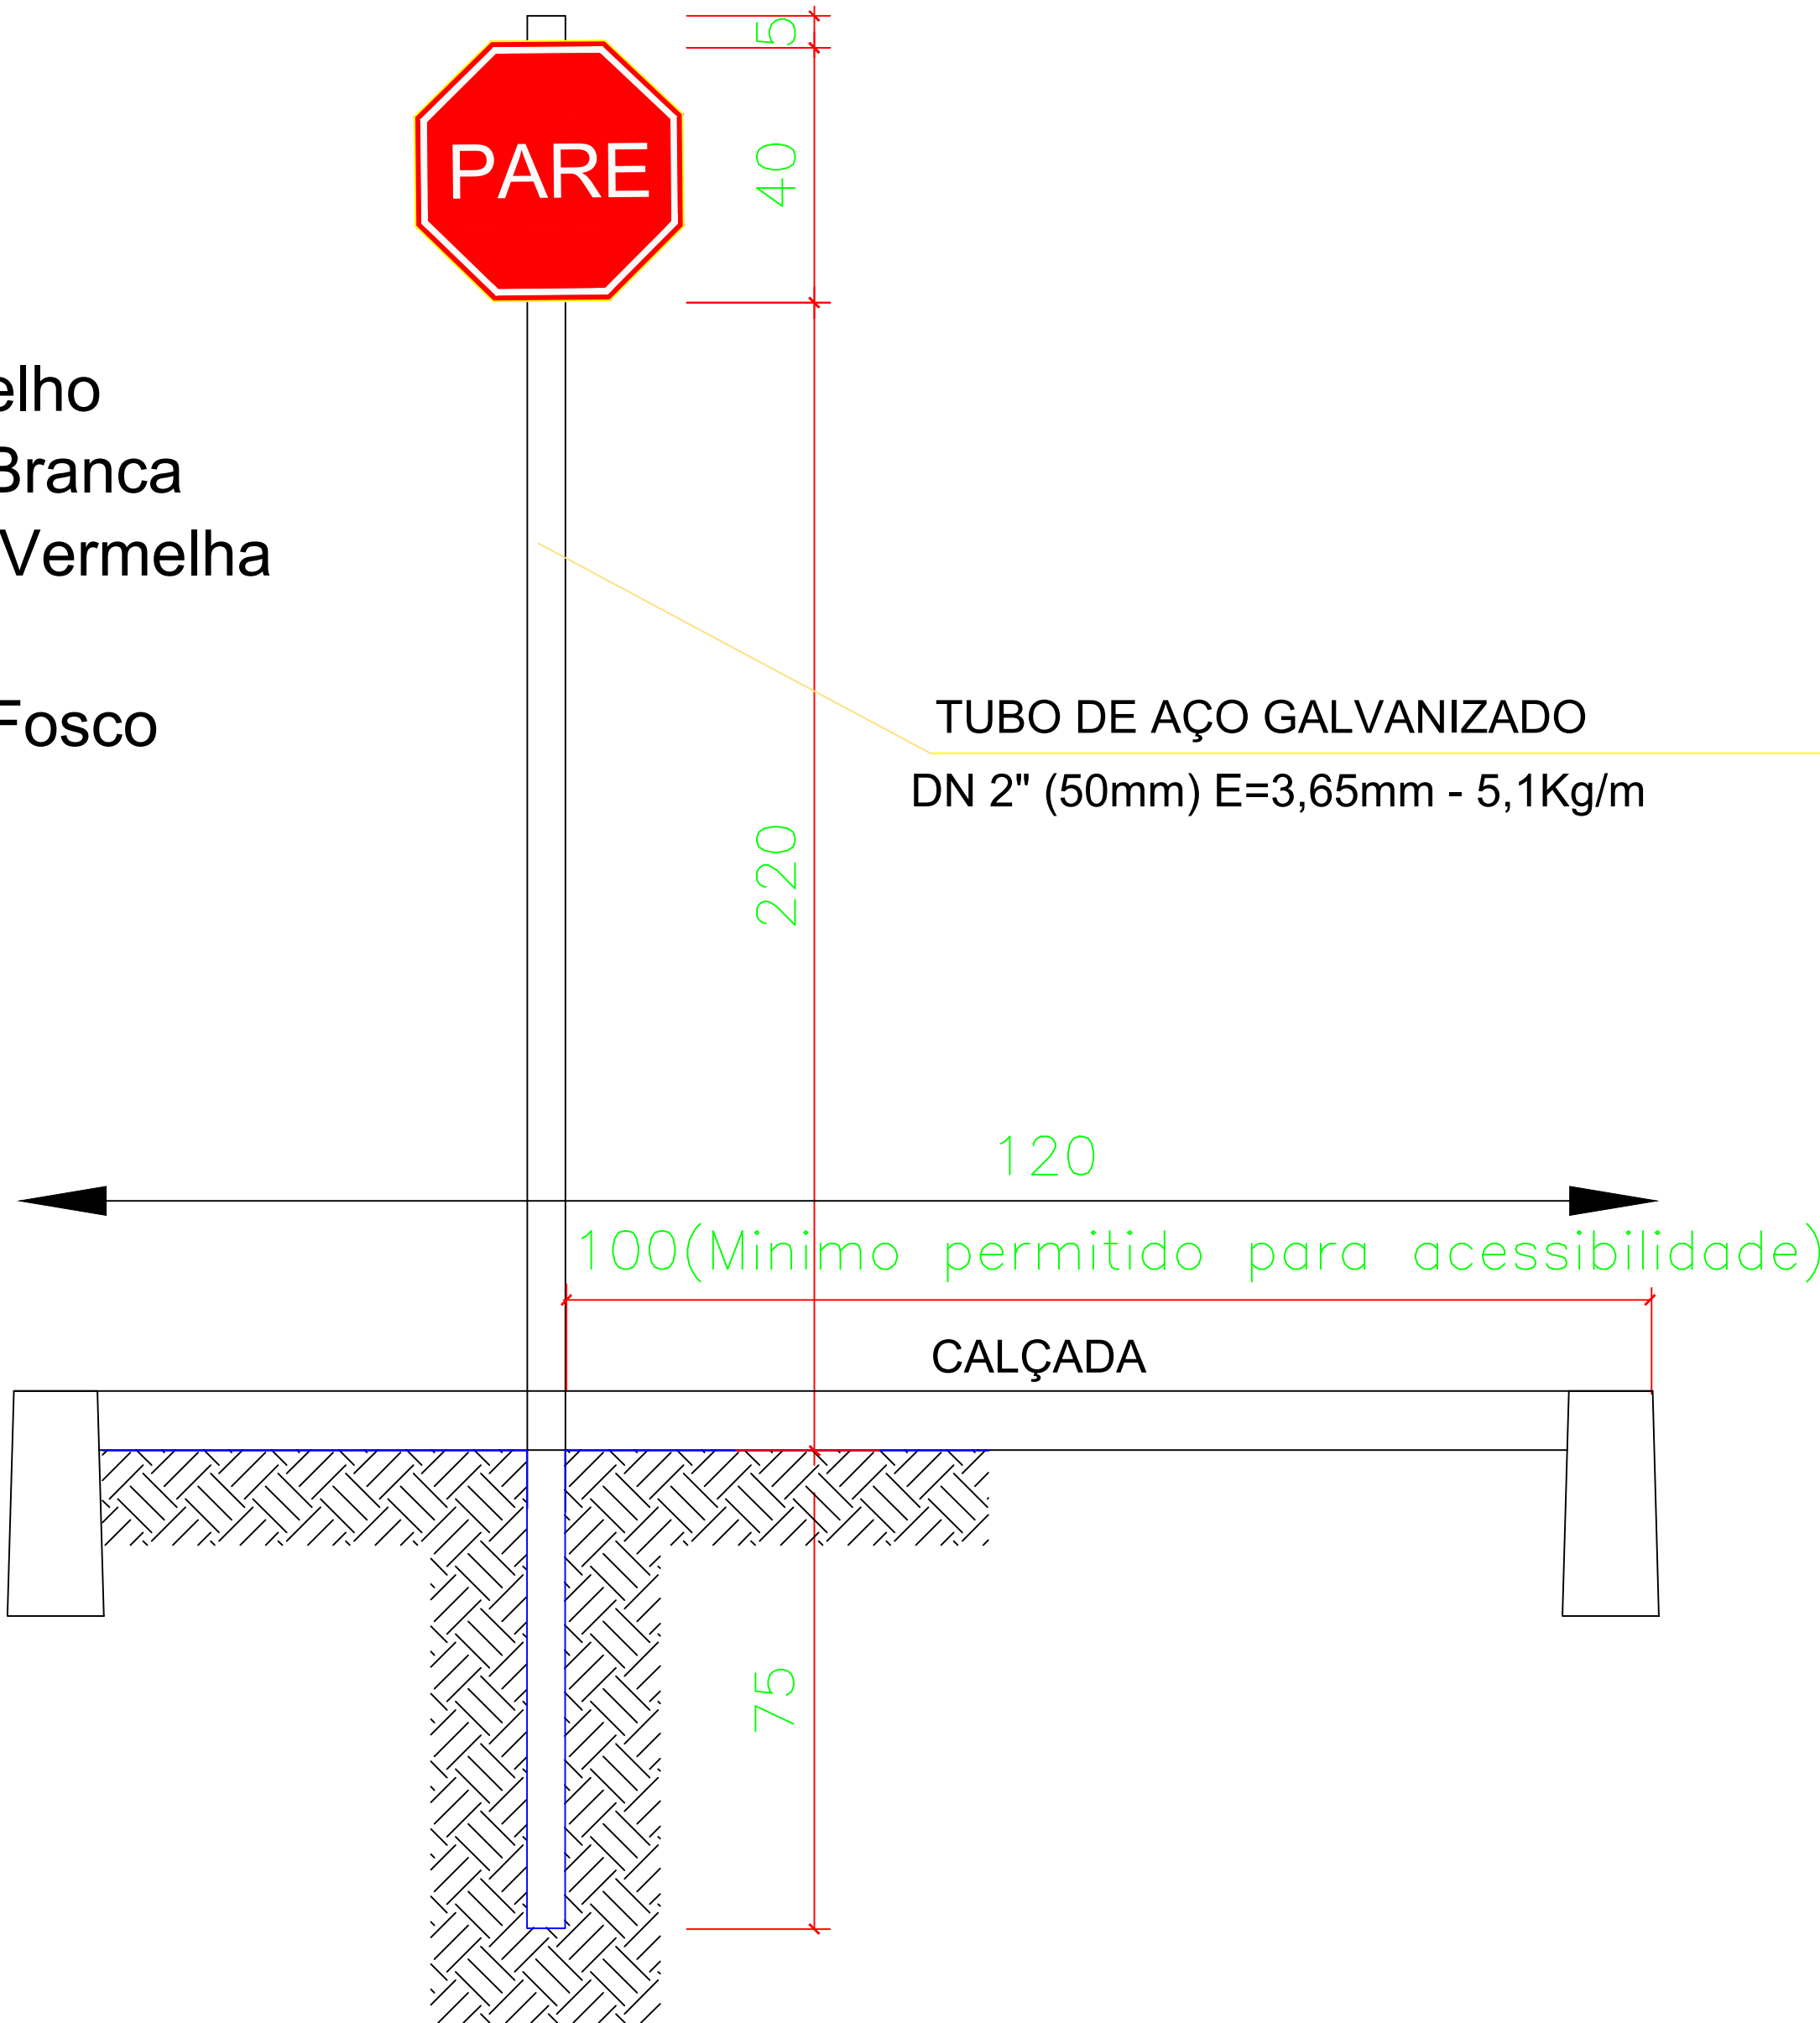 5
PARE
40
elho
Branca
Vermelha
Fosco
TUBO DE AÇO GALVANIZADO
DN 2" (50mm) E=3,65mm - 5,1Kg/m
220
120
100(Minimo permitido para acessibilidade)
CALÇADA
75